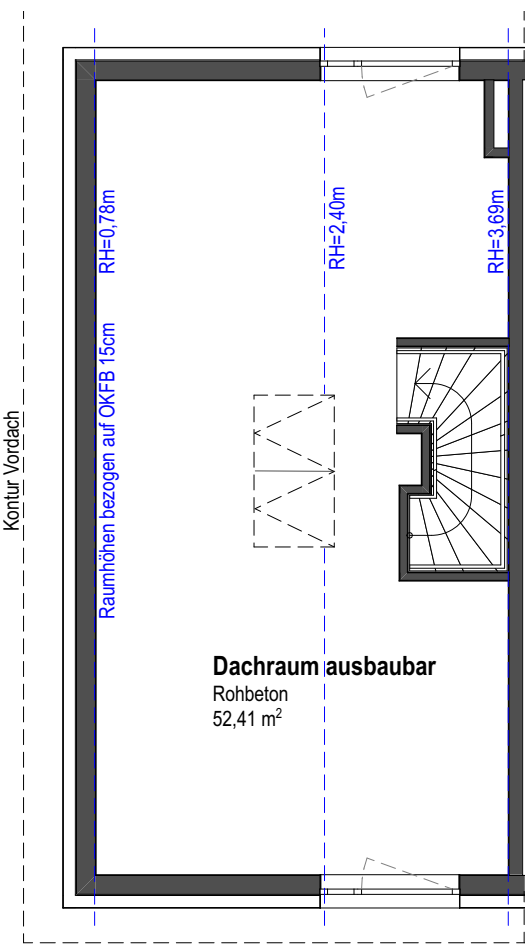 RH=0,78m
RH=2,40m
RH=3,69m
Raumhöhen bezogen auf OKFB 15cm
Kontur Vordach
Dachraum ausbaubar
Rohbeton
52,41 m²